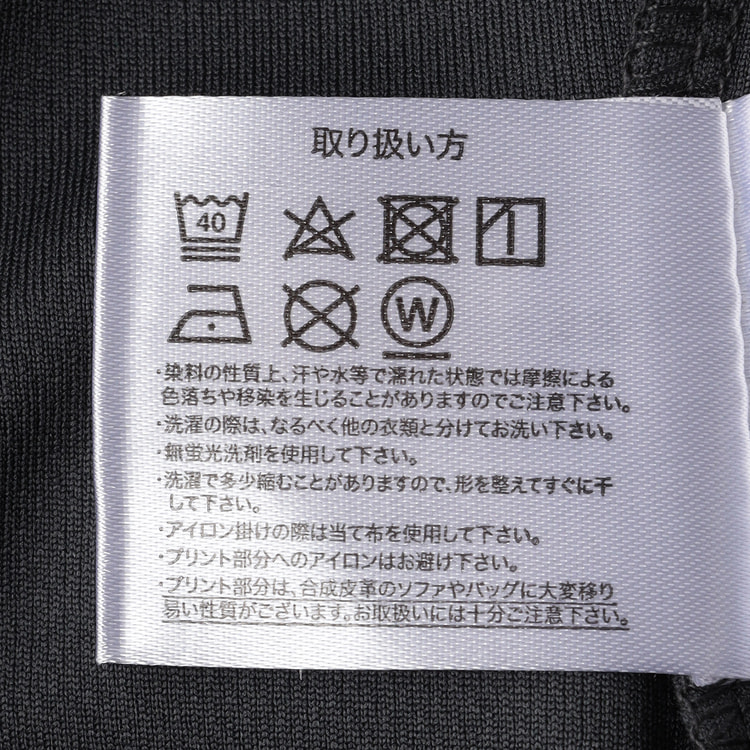 取り扱い方
40
W
・染料の性質上、汗や水等で濡れた状態では摩擦による
色落ちや移染を生じることがありますのでご注意下さい。
・洗濯の際は、なるべく他の衣類と分けてお洗い下さい。
・無蛍光洗剤を使用して下さい。
・洗濯で多少縮むことがありますので、形を整えてすぐに干
して下さい。
・アイロン掛けの際は当て布を使用して下さい。
・プリント部分へのアイロンはお避け下さい。
・プリント部分は、合成皮革のソファやバッグに大変移り
易い性質がございます。お取扱いには十分ご注意下さい。